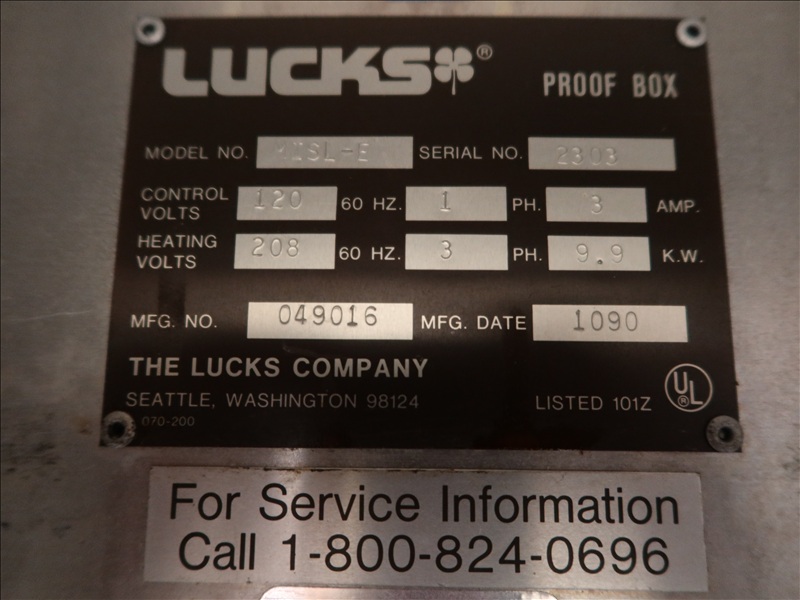 LUCKS®
PROOF BOX
MODEL NO. SERIAL NO. 2303
CONTROL VOLTS 120 60 HZ. 1 PH. 3 AMP.
HEATING VOLTS 208 60 HZ. 3 PH. 9.9 K.W.
MFG. NO. 049016 MFG. DATE 1090
THE LUCKS COMPANY
SEATTLE, WASHINGTON 98124
LISTED 101Z UL®
070-200
For Service Information
Call 1-800-824-0696